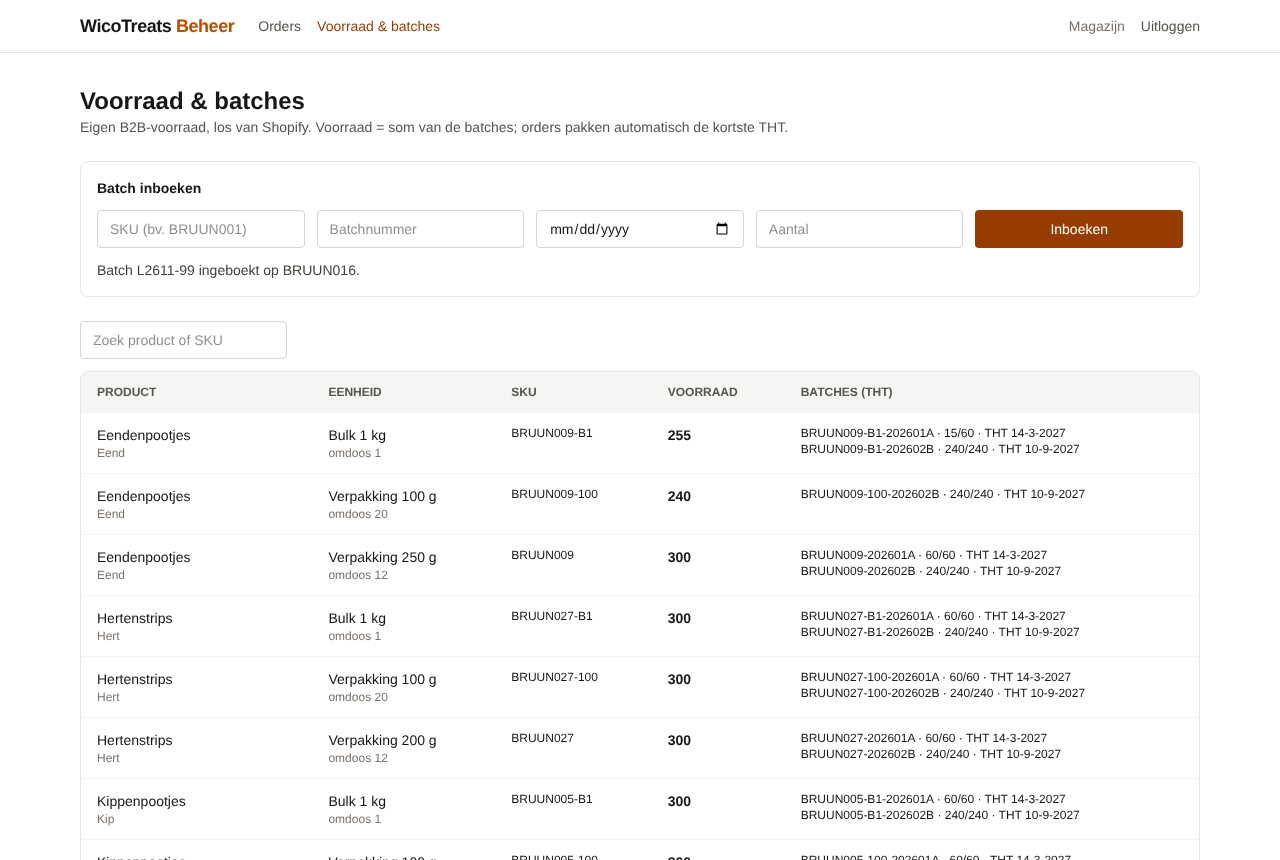 WicoTreats Beheer Orders Voorraad & batches Magazijn Uitloggen
Voorraad & batches
Eigen B2B-voorraad, los van Shopify. Voorraad = som van de batches; orders pakken automatisch de kortste THT.
Batch inboeken
SKU (bv. BRUUN001) Batchnummer mm/dd/yyyy Aantal Inboeken
Batch L2611-99 ingeboekt op BRUUN016.
Zoek product of SKU
PRODUCT EENHEID SKU VOORRAAD BATCHES (THT)
Eendenpootjes Bulk 1 kg BRUUN009-B1 255 BRUUN009-B1-202601A · 15/60 · THT 14-3-2027
Eend omdoos 1 BRUUN009-B1-202602B · 240/240 · THT 10-9-2027
Eendenpootjes Verpakking 100 g BRUUN009-100 240 BRUUN009-100-202602B · 240/240 · THT 10-9-2027
Eend omdoos 20
Eendenpootjes Verpakking 250 g BRUUN009 300 BRUUN009-202601A · 60/60 · THT 14-3-2027
Eend omdoos 12 BRUUN009-202602B · 240/240 · THT 10-9-2027
Hertenstrips Bulk 1 kg BRUUN027-B1 300 BRUUN027-B1-202601A · 60/60 · THT 14-3-2027
Hert omdoos 1 BRUUN027-B1-202602B · 240/240 · THT 10-9-2027
Hertenstrips Verpakking 100 g BRUUN027-100 300 BRUUN027-100-202601A · 60/60 · THT 14-3-2027
Hert omdoos 20 BRUUN027-100-202602B · 240/240 · THT 10-9-2027
Hertenstrips Verpakking 200 g BRUUN027 300 BRUUN027-202601A · 60/60 · THT 14-3-2027
Hert omdoos 12 BRUUN027-202602B · 240/240 · THT 10-9-2027
Kippenpootjes Bulk 1 kg BRUUN005-B1 300 BRUUN005-B1-202601A · 60/60 · THT 14-3-2027
Kip omdoos 1 BRUUN005-B1-202602B · 240/240 · THT 10-9-2027